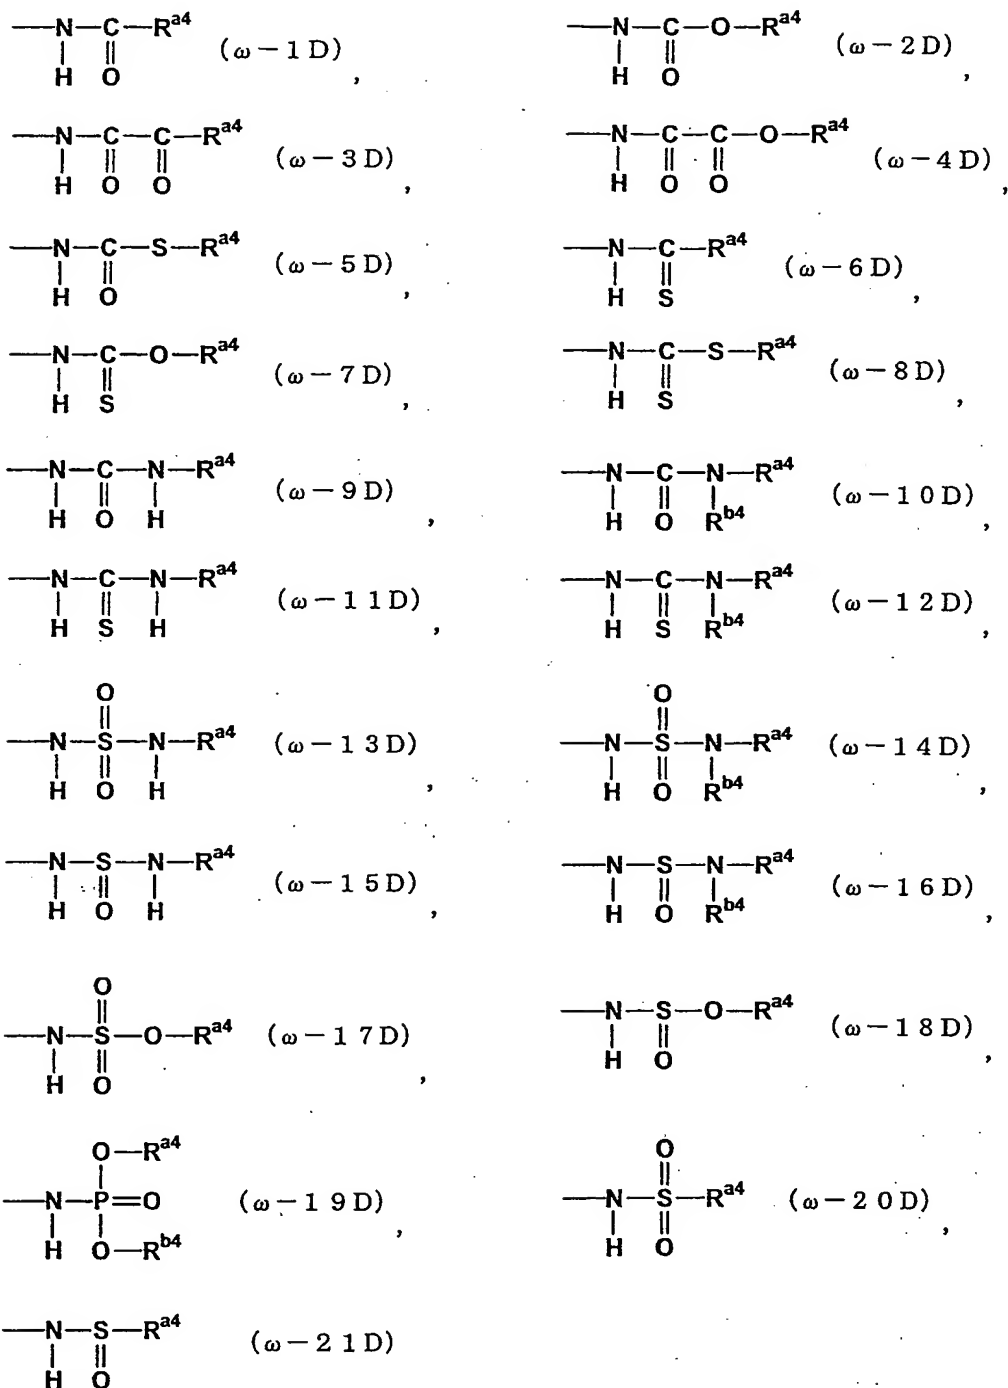 —N—C—R^a4 (ω−1D), —N—C—O—R^a4 (ω−2D),
H O H O
—N—C—C—R^a4 (ω−3D), —N—C—C—O—R^a4 (ω−4D),
H O O H O O
—N—C—S—R^a4 (ω−5D), —N—C—R^a4 (ω−6D),
H O H S
—N—C—O—R^a4 (ω−7D), —N—C—S—R^a4 (ω−8D),
H S H S
—N—C—N—R^a4 (ω−9D), —N—C—N—R^a4 (ω−10D),
H O H H O R^b4
—N—C—N—R^a4 (ω−11D), —N—C—N—R^a4 (ω−12D),
H S H H S R^b4
O O
—N—S—N—R^a4 (ω−13D), —N—S—N—R^a4 (ω−14D),
H O H H O R^b4
—N—S—N—R^a4 (ω−15D), —N—S—N—R^a4 (ω−16D),
H O H H O R^b4
O
—N—S—O—R^a4 (ω−17D), —N—S—O—R^a4 (ω−18D),
H O H O
O—R^a4 O
—N—P=O (ω−19D), —N—S—R^a4 (ω−20D),
H O—R^b4 H O
—N—S—R^a4 (ω−21D)
H O